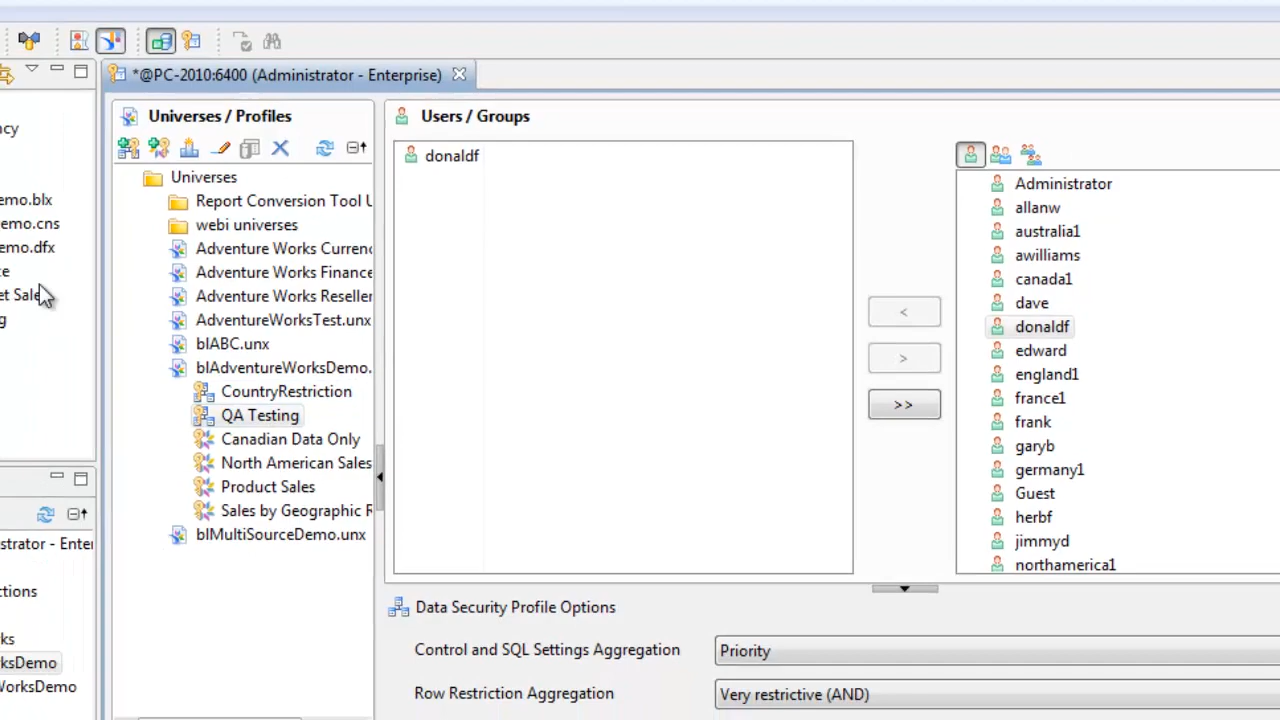 *@PC-2010:6400 (Administrator - Enterprise)
ncy
emo.blx
emo.cns
emo.dfx
et Sale
g
strator - Enter
ctions
ks
ksDemo
WorksDemo
Universes / Profiles
Universes
Report Conversion Tool U
webi universes
Adventure Works Currenc
Adventure Works Finance
Adventure Works Reseller
AdventureWorksTest.unx
blABC.unx
blAdventureWorksDemo.
CountryRestriction
QA Testing
Canadian Data Only
North American Sales
Product Sales
Sales by Geographic R
blMultiSourceDemo.unx
Users / Groups
donaldf
<
>
>>
Administrator
allanw
australia1
awilliams
canada1
dave
donaldf
edward
england1
france1
frank
garyb
germany1
Guest
herbf
jimmyd
northamerica1
Data Security Profile Options
Control and SQL Settings Aggregation
Priority
Row Restriction Aggregation
Very restrictive (AND)